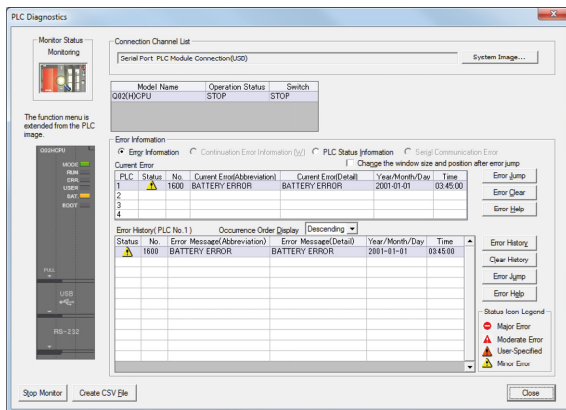 PLC Diagnostics
Monitor Status
Monitoring
The function menu is
extended from the PLC
image.
Q02HCPU
MODE
RUN
ERR.
USER
BAT.
BOOT
PULL
USB
RS-232
Connection Channel List
Serial Port PLC Module Connection(USB)
System Image...
Model Name Operation Status Switch
Q02(H)CPU STOP STOP
Error Information
Error Information Continuation Error Information (W) PLC Status Information Serial Communication Error
Current Error Change the window size and position after error jump
PLC Status No. Current Error(Abbreviation) Current Error(Detail) Year/Month/Day Time
1 1600 BATTERY ERROR BATTERY ERROR 2001-01-01 03:45:00
2
3
4
Error Jump
Error Clear
Error Help
Error History( PLC No.1 ) Occurrence Order Display Descending
Status No. Error Message(Abbreviation) Error Message(Detail) Year/Month/Day Time
1600 BATTERY ERROR BATTERY ERROR 2001-01-01 03:45:00
Error History
Clear History
Error Jump
Error Help
Status Icon Legend
Major Error
Moderate Error
User-Specified
Minor Error
Stop Monitor Create CSV File Close